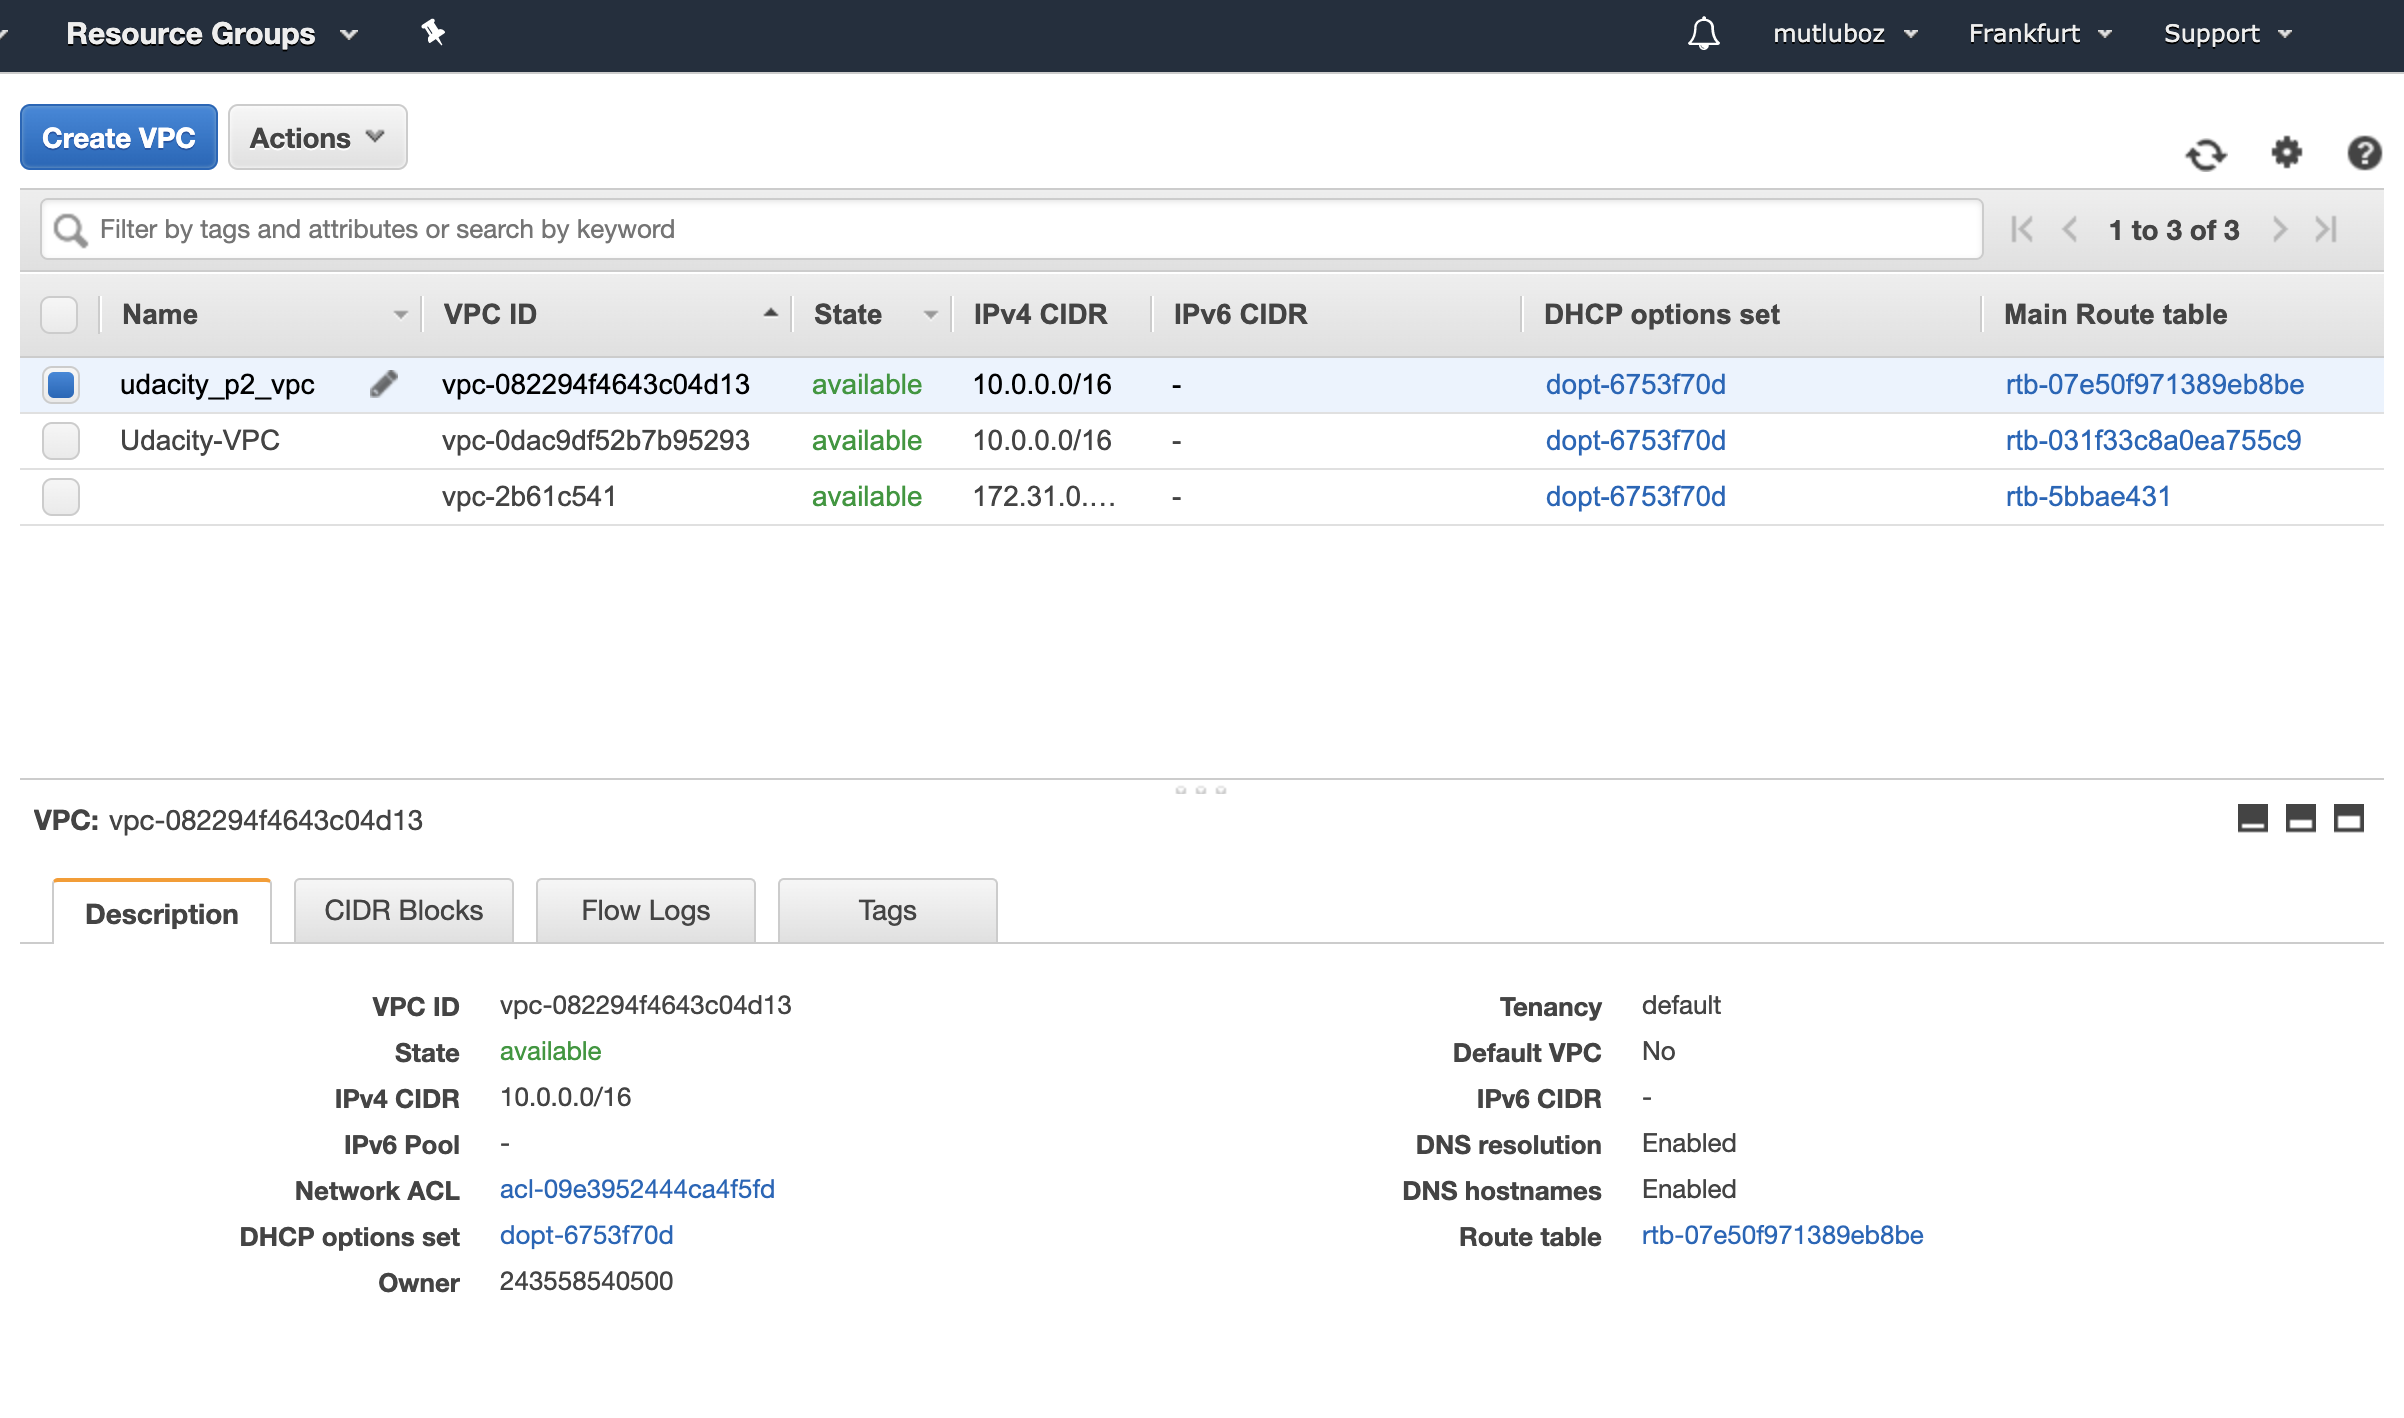 Resource Groups mutluboz Frankfurt Support
Create VPC Actions
Filter by tags and attributes or search by keyword 1 to 3 of 3
Name VPC ID State IPv4 CIDR IPv6 CIDR DHCP options set Main Route table
udacity_p2_vpc vpc-082294f4643c04d13 available 10.0.0.0/16 - dopt-6753f70d rtb-07e50f971389eb8be
Udacity-VPC vpc-0dac9df52b7b95293 available 10.0.0.0/16 - dopt-6753f70d rtb-031f33c8a0ea755c9
vpc-2b61c541 available 172.31.0.... - dopt-6753f70d rtb-5bbae431
VPC: vpc-082294f4643c04d13
Description CIDR Blocks Flow Logs Tags
VPC ID vpc-082294f4643c04d13 Tenancy default
State available Default VPC No
IPv4 CIDR 10.0.0.0/16 IPv6 CIDR -
IPv6 Pool - DNS resolution Enabled
Network ACL acl-09e3952444ca4f5fd DNS hostnames Enabled
DHCP options set dopt-6753f70d Route table rtb-07e50f971389eb8be
Owner 243558540500